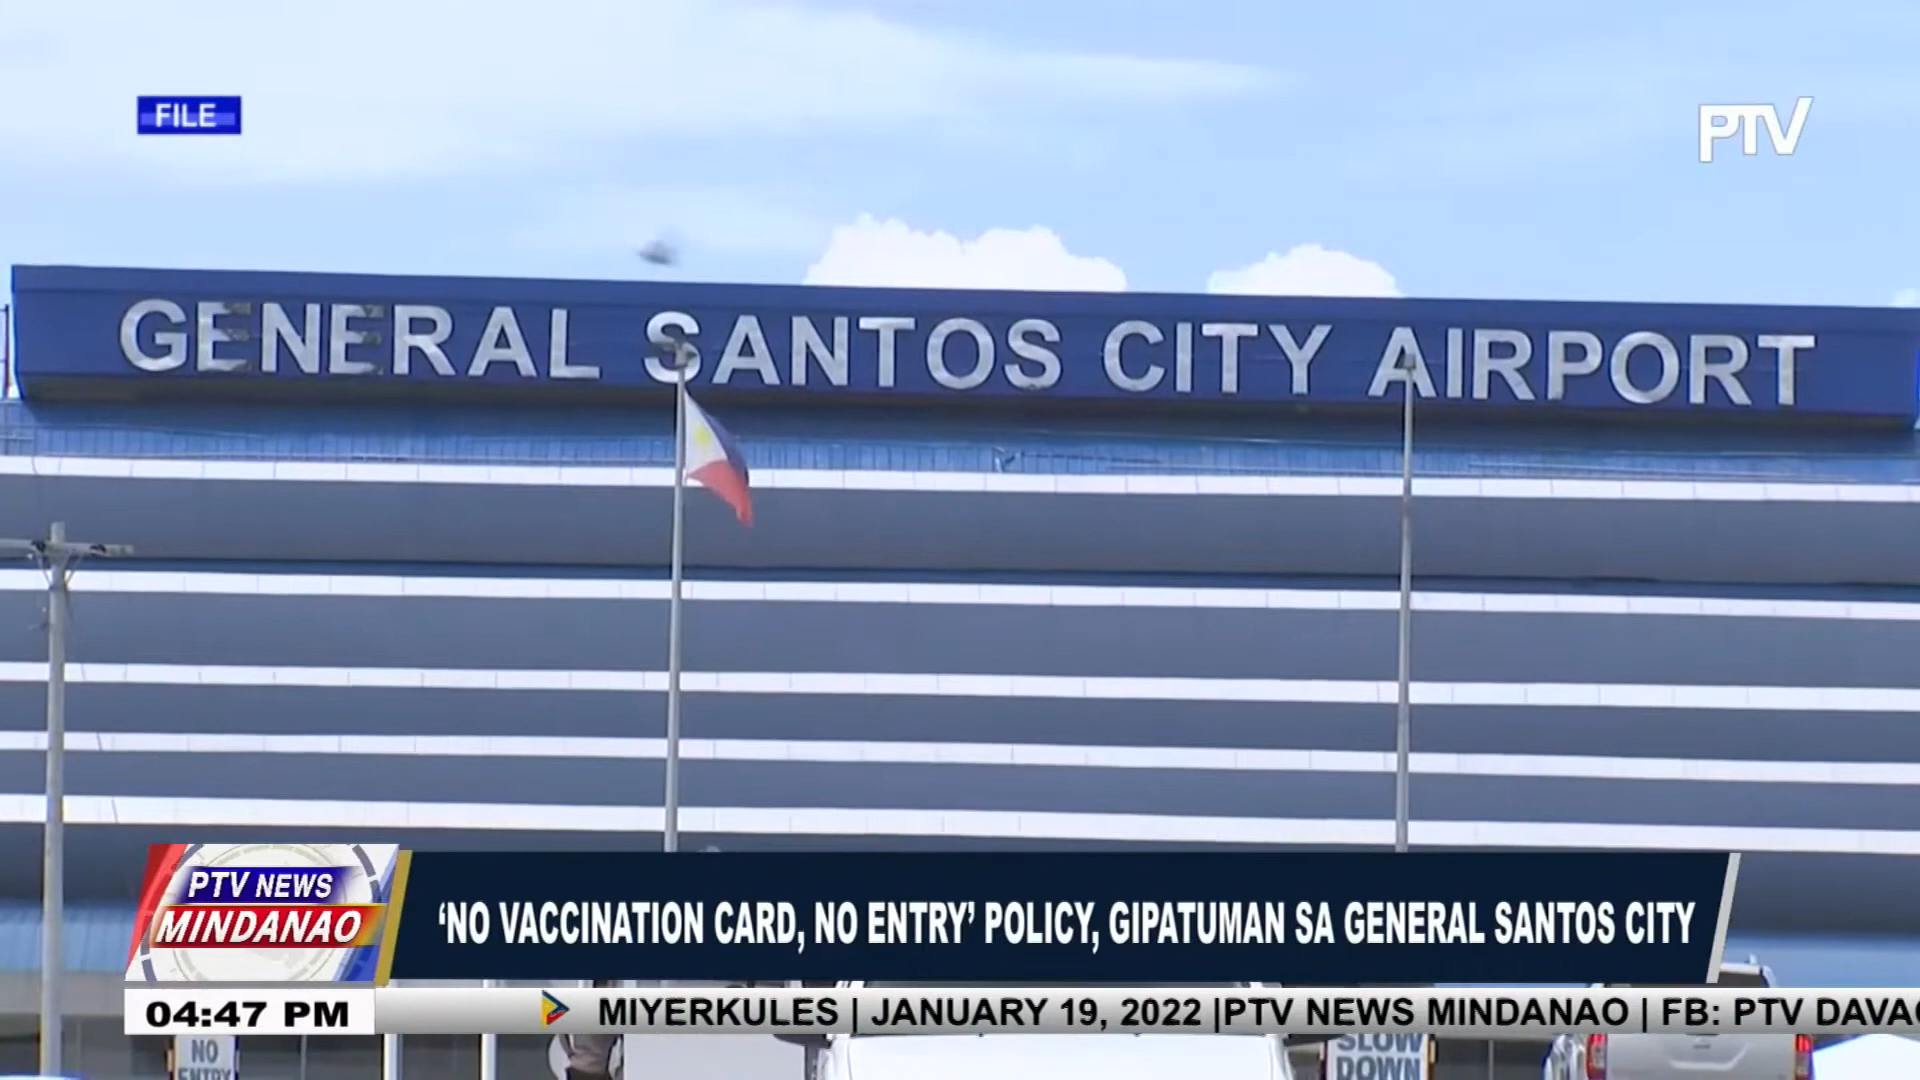 FILE
PTV
GENERAL SANTOS CITY AIRPORT
PTV NEWS
MINDANAO
‘NO VACCINATION CARD, NO ENTRY’ POLICY, GIPATUMAN SA GENERAL SANTOS CITY
04:47 PM
MIYERKULES | JANUARY 19, 2022 |PTV NEWS MINDANAO | FB: PTV DAVAO
NO
ENTRY
SLOW
DOWN